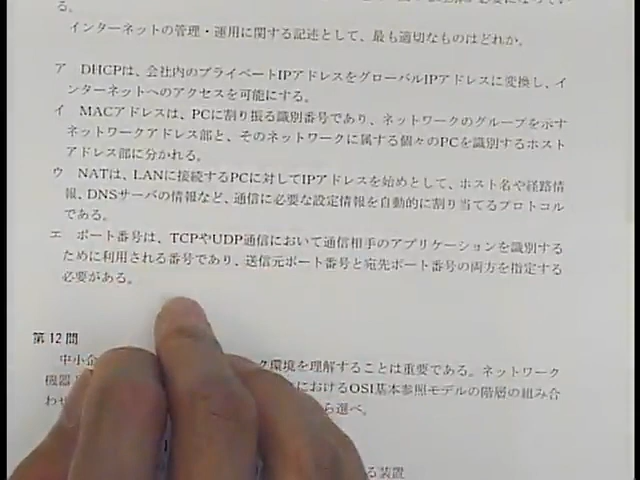 る。
インターネットの管理・運用に関する記述として、最も適切なものはどれか。
ア DHCPは、会社内のプライベートIPアドレスをグローバルIPアドレスに変換し、イ
ンターネットへのアクセスを可能にする。
イ MACアドレスは、PCに割り振る識別番号であり、ネットワークのグループを示す
ネットワークアドレス部と、そのネットワークに属する個々のPCを識別するホスト
アドレス部に分かれる。
ウ NATは、LANに接続するPCに対してIPアドレスを始めとして、ホスト名や経路情
報、DNSサーバの情報など、通信に必要な設定情報を自動的に割り当てるプロトコル
である。
エ ポート番号は、TCPやUDP通信において通信相手のアプリケーションを識別する
ために利用される番号であり、送信元ポート番号と宛先ポート番号の両方を指定する
必要がある。
第12問
中小企 ク環境を理解することは重要である。ネットワーク
機器 におけるOSI基本参照モデルの階層の組み合
わせ ら選べ。
る装置